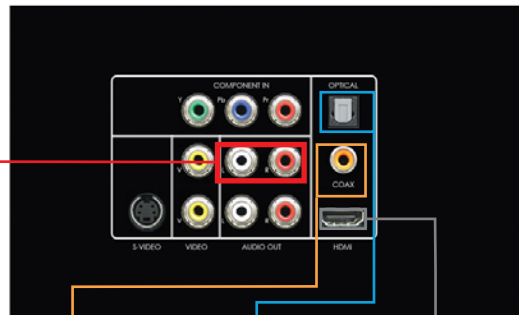 COMPONENT IN
OPTICAL
Y Pb Pr
V L R
COAX
V L R
S-VIDEO VIDEO AUDIO OUT HDMI